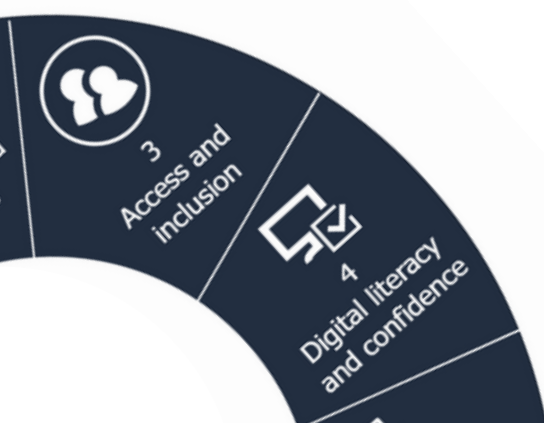 3
Access and
inclusion
4
Digital literacy
and confidence